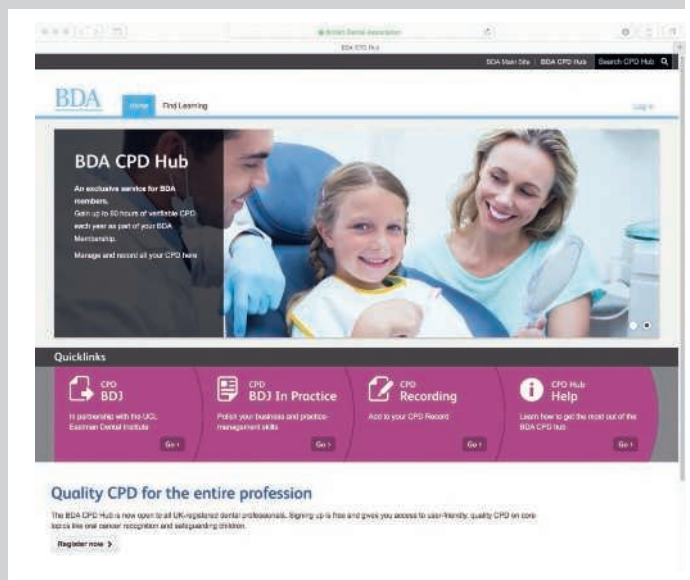 British Dental Association
BDA CPD Hub
BDA Main Site | BDA CPD Hub
Search CPD Hub
BDA
Home
Find Learning
Log in
BDA CPD Hub
An exclusive service for BDA
members.
Gain up to 60 hours of verifiable CPD
each year as part of your BDA
Membership.
Manage and record all your CPD here
Quicklinks
CPD
BDJ
In partnership with the UCL
Eastman Dental Institute
Go ›
CPD
BDJ In Practice
Polish your business and practice-
management skills
Go ›
CPD
Recording
Add to your CPD Record
Go ›
CPD Hub
Help
Learn how to get the most out of the
BDA CPD hub
Go ›
Quality CPD for the entire profession
The BDA CPD Hub is now open to all UK-registered dental professionals. Signing up is free and gives you access to user-friendly, quality CPD on core
topics like oral cancer recognition and safeguarding children.
Register now ›